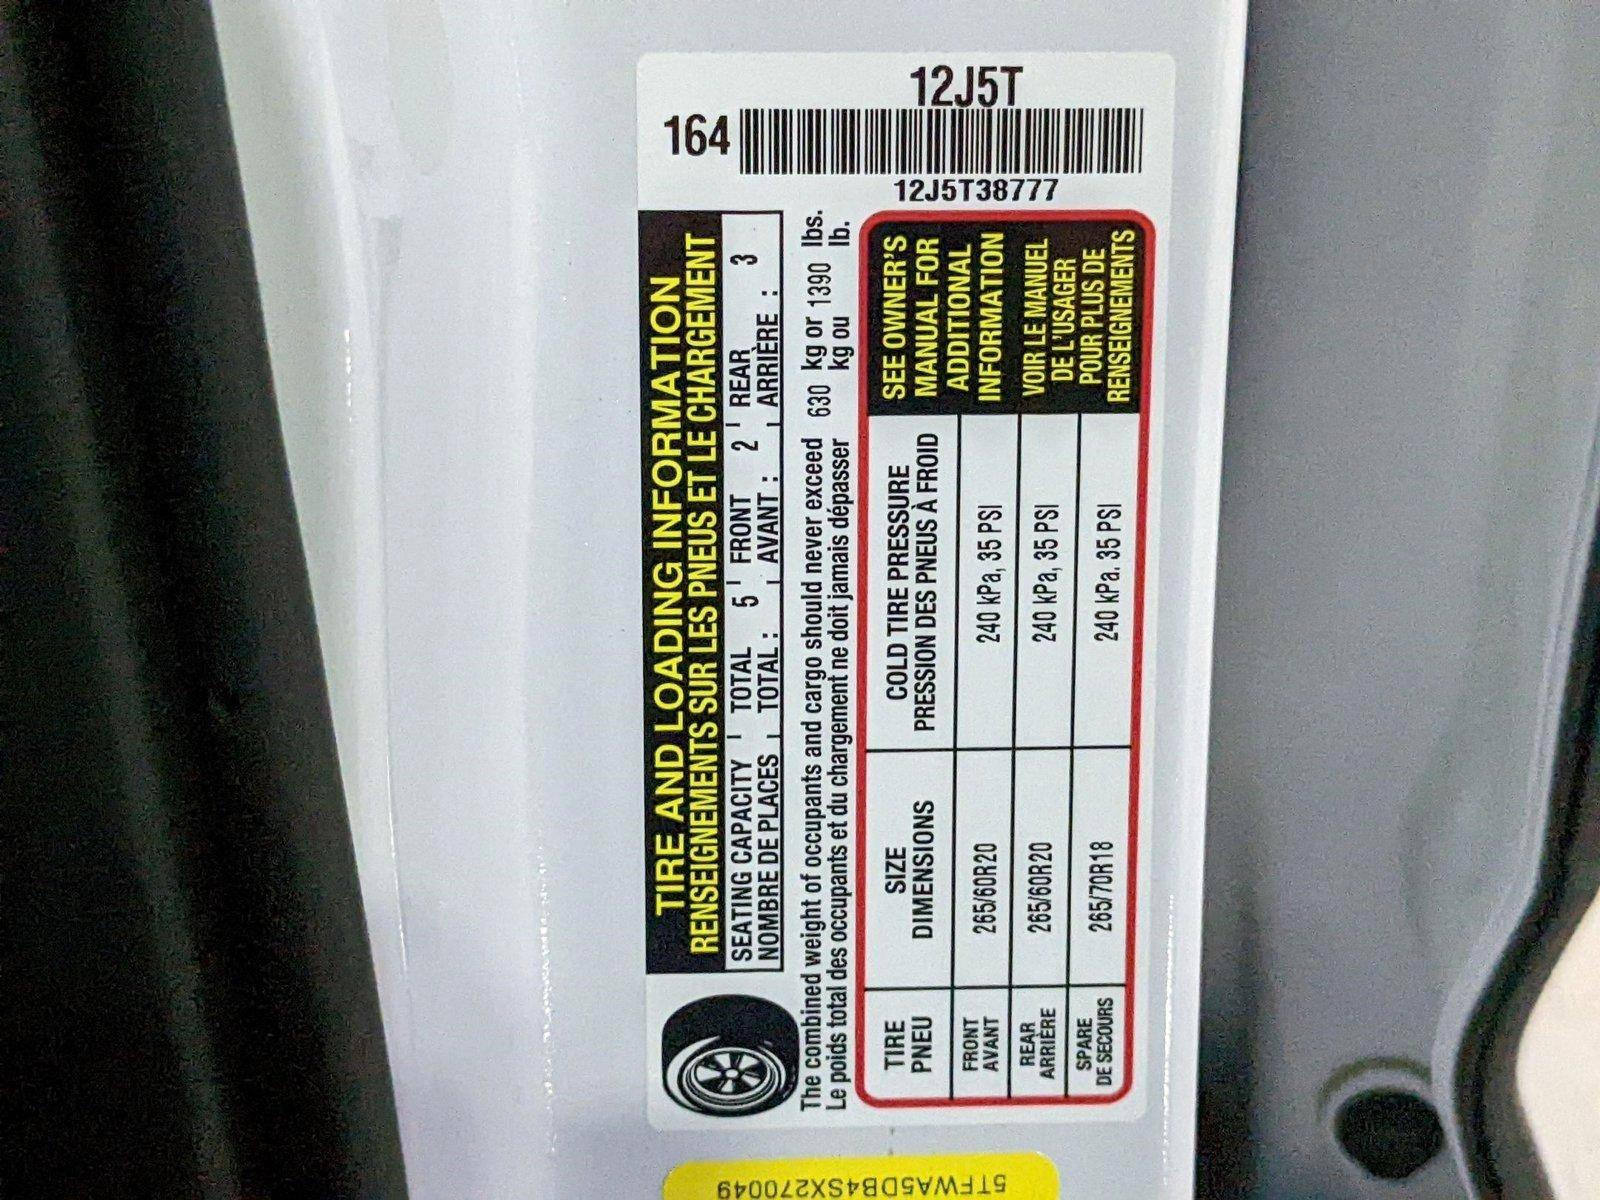 12J5T
164
12J5T38777
TIRE AND LOADING INFORMATION
RENSEIGNEMENTS SUR LES PNEUS ET LE CHARGEMENT
SEATING CAPACITY TOTAL 5 FRONT 2 REAR 3
NOMBRE DE PLACES TOTAL : AVANT : ARRIÈRE :
The combined weight of occupants and cargo should never exceed 630 kg or 1390 lbs.
Le poids total des occupants et du chargement ne doit jamais dépasser kg ou lb.
TIRE SIZE COLD TIRE PRESSURE
PNEU DIMENSIONS PRESSION DES PNEUS À FROID
FRONT
AVANT
265/60R20 240 kPa, 35 PSI
REAR
ARRIÈRE
265/60R20 240 kPa, 35 PSI
SPARE
DE SECOURS
265/70R18 240 kPa, 35 PSI
SEE OWNER'S
MANUAL FOR
ADDITIONAL
INFORMATION
VOIR LE MANUEL
DE L'USAGER
POUR PLUS DE
RENSEIGNEMENTS
5TFWA5DB4SX270049